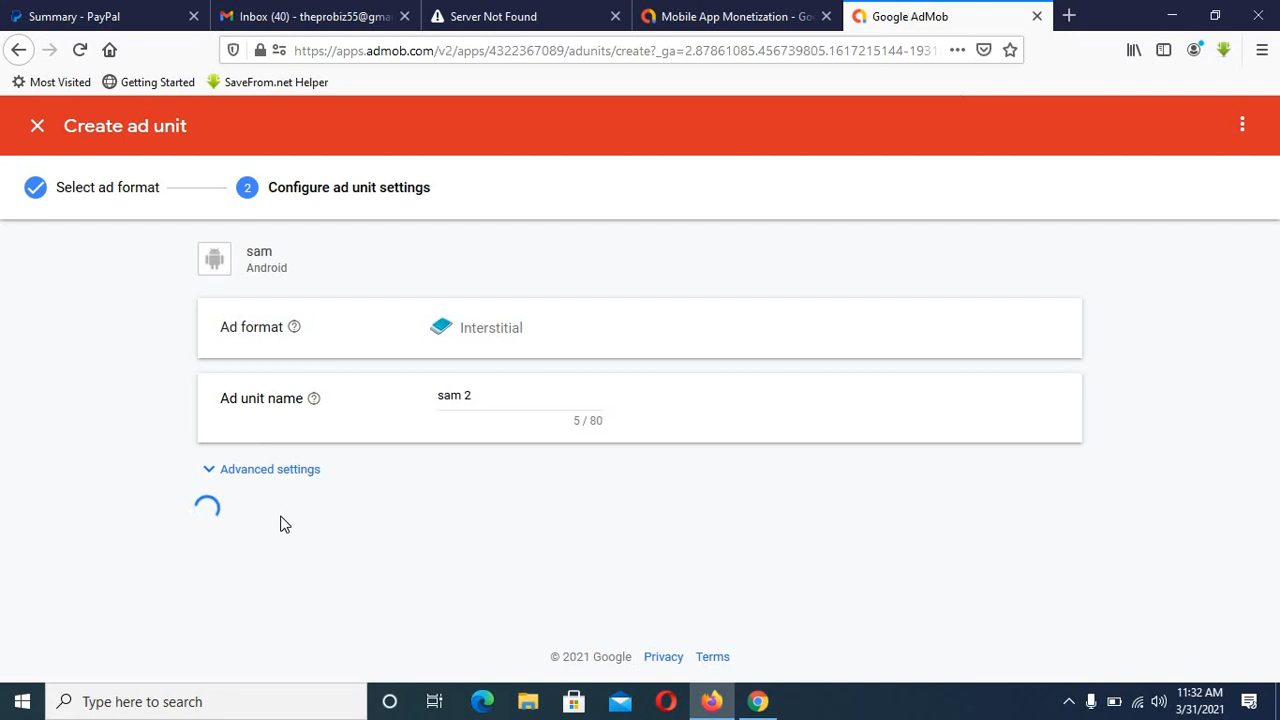 Summary - PayPal
Inbox (40) - theprobiz55@gma
Server Not Found
Mobile App Monetization - Goo
Google AdMob
https://apps.admob.com/v2/apps/4322367089/adunits/create?_ga=2.87861085.456739805.1617215144-1931
Most Visited
Getting Started
SaveFrom.net Helper
Create ad unit
Select ad format
2 Configure ad unit settings
sam
Android
Ad format
Interstitial
Ad unit name
sam 2
5 / 80
Advanced settings
© 2021 Google Privacy Terms
Type here to search
11:32 AM
3/31/2021